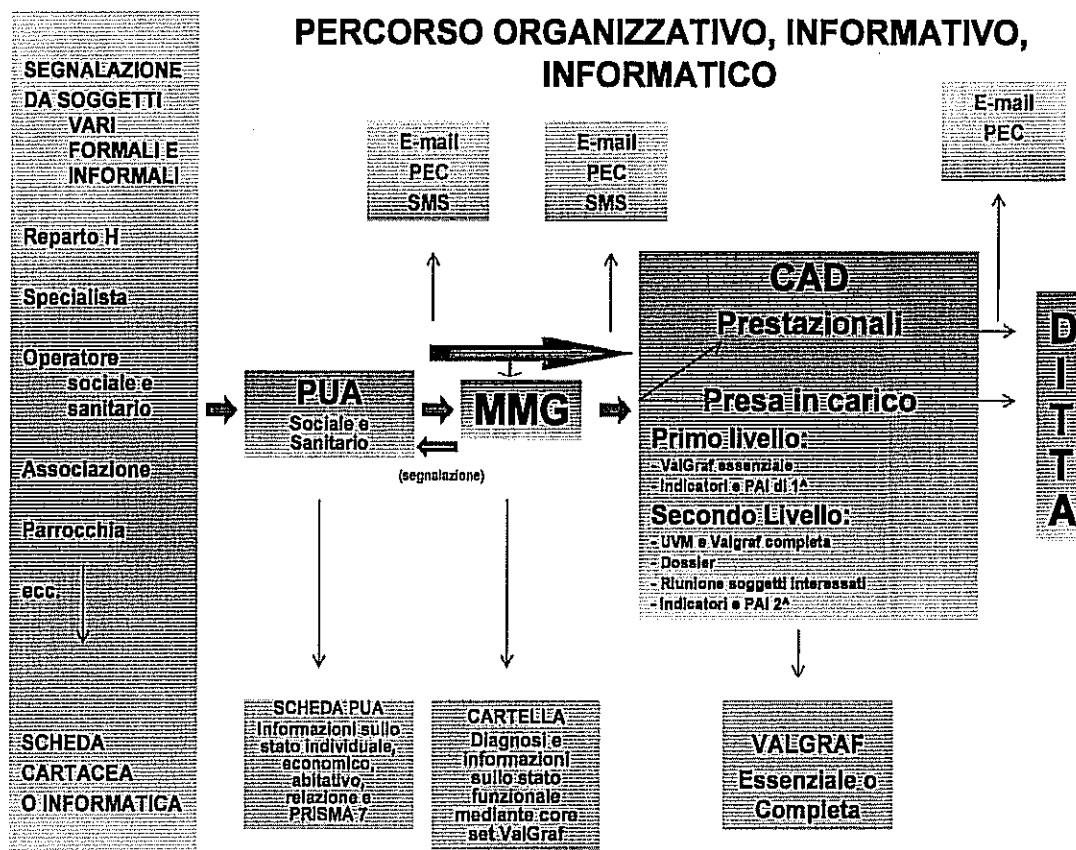 PERCORSO ORGANIZZATIVO, INFORMATIVO,
INFORMATICO
SEGNALAZIONE
DA SOGGETTI
VARI
FORMALI E
INFORMALI
Reparto H
Specialista
Operatore
sociale e
sanitario
Associazione
Parrocchia
ecc.
SCHEDA
CARTACEA
O INFORMATICA
E-mail
PEC
SMS
E-mail
PEC
SMS
E-mail
PEC
PUA
Sociale e
Sanitario
MMG
(segnalazione)
CAD
Prestazionali
Presa in carico
Primo livello:
- ValGraf essenziale
- Indicatori e PAI di 1^
Secondo Livello:
- UVM e Valgraf completa
- Dossier
- Riunione soggetti interessati
- Indicatori e PAI 2^
D
I
T
T
A
SCHEDA PUA
Informazioni sullo
stato individuale,
economico,
abitativo,
relazione e
PRISMA 7
CARTELLA
Diagnosi e
informazioni
sullo stato
funzionale
mediante core
set ValGraf
VALGRAF
Essenziale o
Completa